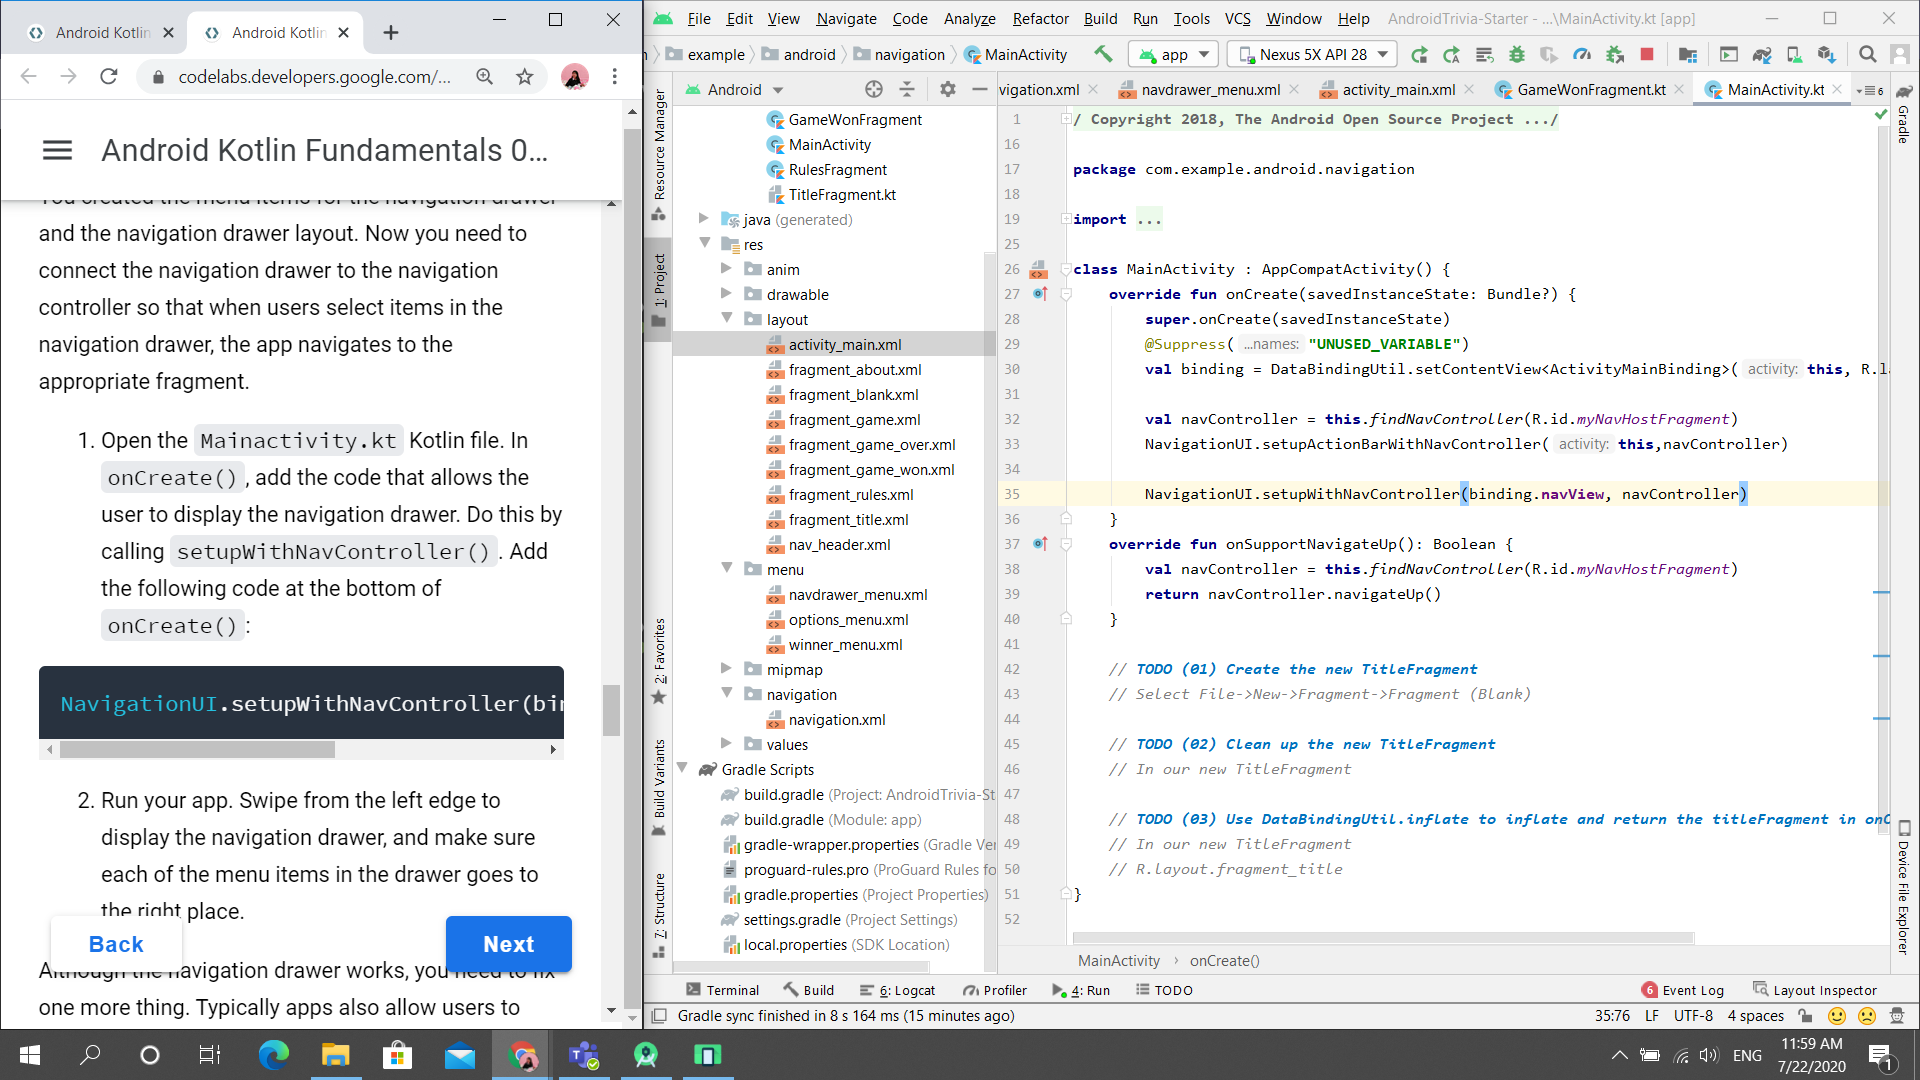 Android Kotlin
Android Kotlin
codelabs.developers.google.com/...
Android Kotlin Fundamentals 0...
You created the menu items for the navigation drawer
and the navigation drawer layout. Now you need to
connect the navigation drawer to the navigation
controller so that when users select items in the
navigation drawer, the app navigates to the
appropriate fragment.
1. Open the Mainactivity.kt Kotlin file. In
onCreate(), add the code that allows the
user to display the navigation drawer. Do this by
calling setupWithNavController(). Add
the following code at the bottom of
onCreate():
NavigationUI.setupWithNavController(bin
2. Run your app. Swipe from the left edge to
display the navigation drawer, and make sure
each of the menu items in the drawer goes to
the right place.
Back
Next
Although the navigation drawer works, you need to fix
one more thing. Typically apps also allow users to
File Edit View Navigate Code Analyze Refactor Build Run Tools VCS Window Help AndroidTrivia-Starter - ...\MainActivity.kt [app]
example android navigation MainActivity app Nexus 5X API 28
Resource Manager
1: Project
2: Favorites
Build Variants
7: Structure
Android
GameWonFragment
MainActivity
RulesFragment
TitleFragment.kt
java (generated)
res
anim
drawable
layout
activity_main.xml
fragment_about.xml
fragment_blank.xml
fragment_game.xml
fragment_game_over.xml
fragment_game_won.xml
fragment_rules.xml
fragment_title.xml
nav_header.xml
menu
navdrawer_menu.xml
options_menu.xml
winner_menu.xml
mipmap
navigation
navigation.xml
values
Gradle Scripts
build.gradle (Project: AndroidTrivia-St
build.gradle (Module: app)
gradle-wrapper.properties (Gradle Ver
proguard-rules.pro (ProGuard Rules fo
gradle.properties (Project Properties)
settings.gradle (Project Settings)
local.properties (SDK Location)
vigation.xml navdrawer_menu.xml activity_main.xml GameWonFragment.kt MainActivity.kt 6
1 / Copyright 2018, The Android Open Source Project .../
16
17 package com.example.android.navigation
18
19 import ...
25
26 class MainActivity : AppCompatActivity() {
27 override fun onCreate(savedInstanceState: Bundle?) {
28 super.onCreate(savedInstanceState)
29 @Suppress( ...names: "UNUSED_VARIABLE")
30 val binding = DataBindingUtil.setContentView<ActivityMainBinding>( activity: this, R.la
31
32 val navController = this.findNavController(R.id.myNavHostFragment)
33 NavigationUI.setupActionBarWithNavController( activity: this,navController)
34
35 NavigationUI.setupWithNavController(binding.navView, navController)
36 }
37 override fun onSupportNavigateUp(): Boolean {
38 val navController = this.findNavController(R.id.myNavHostFragment)
39 return navController.navigateUp()
40 }
41
42 // TODO (01) Create the new TitleFragment
43 // Select File->New->Fragment->Fragment (Blank)
44
45 // TODO (02) Clean up the new TitleFragment
46 // In our new TitleFragment
47
48 // TODO (03) Use DataBindingUtil.inflate to inflate and return the titleFragment in onC
49 // In our new TitleFragment
50 // R.layout.fragment_title
51 }
52
MainActivity › onCreate()
Gradle
Device File Explorer
Terminal Build 6: Logcat Profiler 4: Run TODO 6 Event Log Layout Inspector
Gradle sync finished in 8 s 164 ms (15 minutes ago) 35:76 LF UTF-8 4 spaces
ENG
11:59 AM
7/22/2020
1